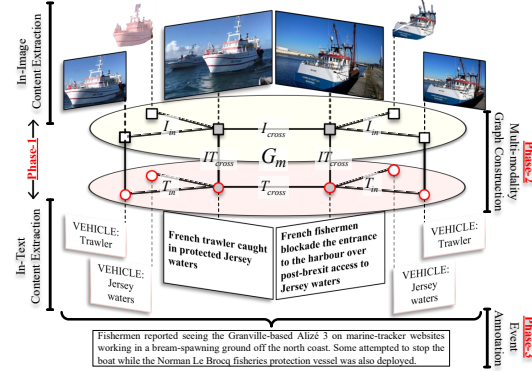 In-Image
Content Extraction
Phase-1
In-Text
Content Extraction
I_in
I_cross
I_in
IT_cross
G_m
IT_cross
T_in
T_cross
T_in
Multi-modality
Graph Construction
Phase-2
VEHICLE:
Trawler
VEHICLE:
Jersey
waters
French trawler caught
in protected Jersey
waters
French fishermen
blockade the entrance
to the harbour over
post-brexit access to
Jersey waters
VEHICLE:
Trawler
VEHICLE:
Jersey
waters
Event
Annotation
Phase-3
Fishermen reported seeing the Granville-based Alizé 3 on marine-tracker websites
working in a bream-spawning ground off the north coast. Some attempted to stop the
boat while the Norman Le Brocq fisheries protection vessel was also deployed.